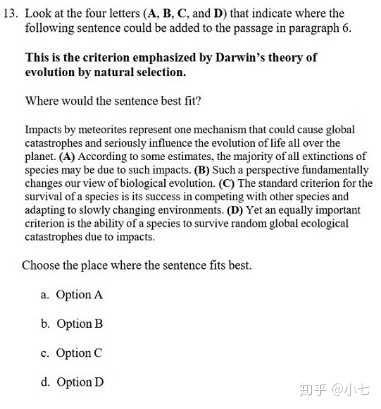 13. Look at the four letters (A, B, C, and D) that indicate where the
following sentence could be added to the passage in paragraph 6.
This is the criterion emphasized by Darwin's theory of
evolution by natural selection.
Where would the sentence best fit?
Impacts by meteorites represent one mechanism that could cause global
catastrophes and seriously influence the evolution of life all over the
planet. (A) According to some estimates, the majority of all extinctions of
species may be due to such impacts. (B) Such a perspective fundamentally
changes our view of biological evolution. (C) The standard criterion for the
survival of a species is its success in competing with other species and
adapting to slowly changing environments. (D) Yet an equally important
criterion is the ability of a species to survive random global ecological
catastrophes due to impacts.
Choose the place where the sentence fits best.
a. Option A
b. Option B
c. Option C
d. Option D
知乎 @小七